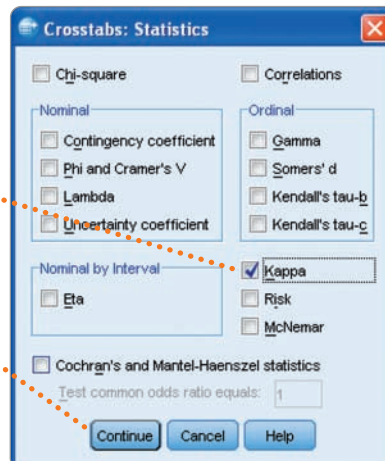 Crosstabs: Statistics
Chi-square
Correlations
Nominal
Contingency coefficient
Phi and Cramer's V
Lambda
Uncertainty coefficient
Ordinal
Gamma
Somers' d
Kendall's tau-b
Kendall's tau-c
Nominal by Interval
Eta
Kappa
Risk
McNemar
Cochran's and Mantel-Haenszel statistics
Test common odds ratio equals: 1
Continue Cancel Help